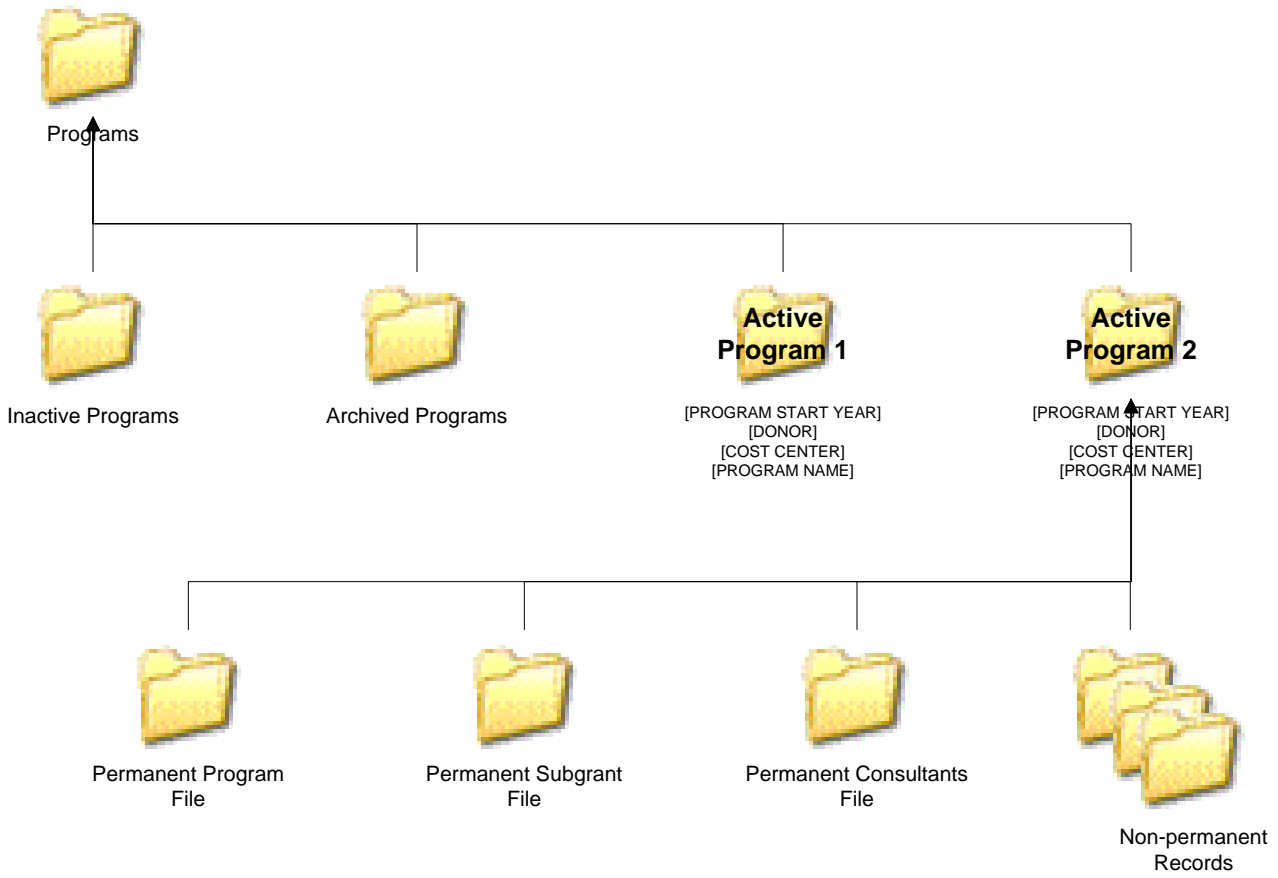 Programs
Inactive Programs
Archived Programs
Active
Program 1
[PROGRAM START YEAR]
[DONOR]
[COST CENTER]
[PROGRAM NAME]
Active
Program 2
[PROGRAM START YEAR]
[DONOR]
[COST CENTER]
[PROGRAM NAME]
Permanent Program
File
Permanent Subgrant
File
Permanent Consultants
File
Non-permanent
Records